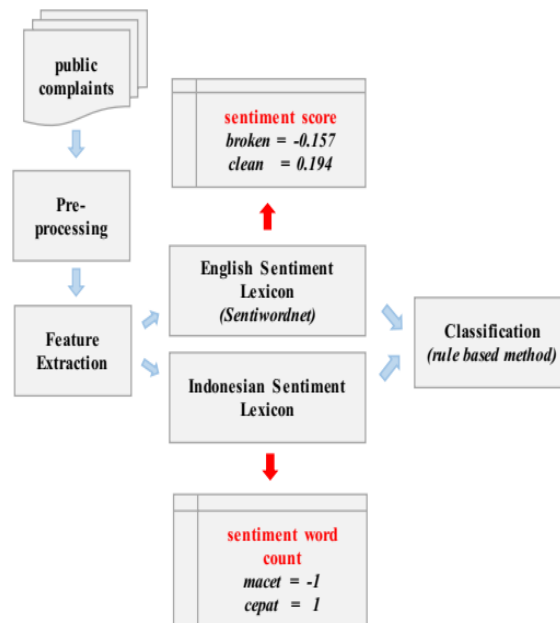 public
complaints
sentiment score
broken = -0.157
clean = 0.194
Pre-
processing
English Sentiment
Lexicon
(Sentiwordnet)
Feature
Extraction
Classification
(rule based method)
Indonesian Sentiment
Lexicon
sentiment word
count
macet = -1
cepat = 1